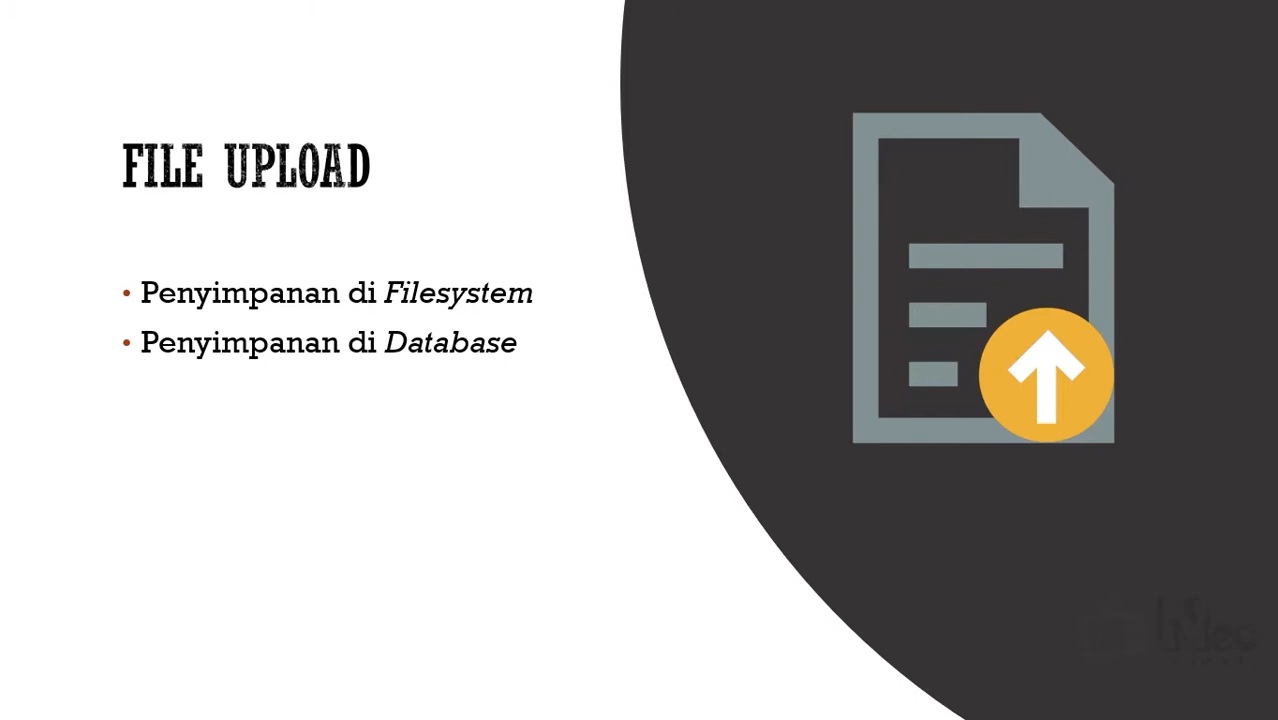 FILE UPLOAD
• Penyimpanan di Filesystem
• Penyimpanan di Database